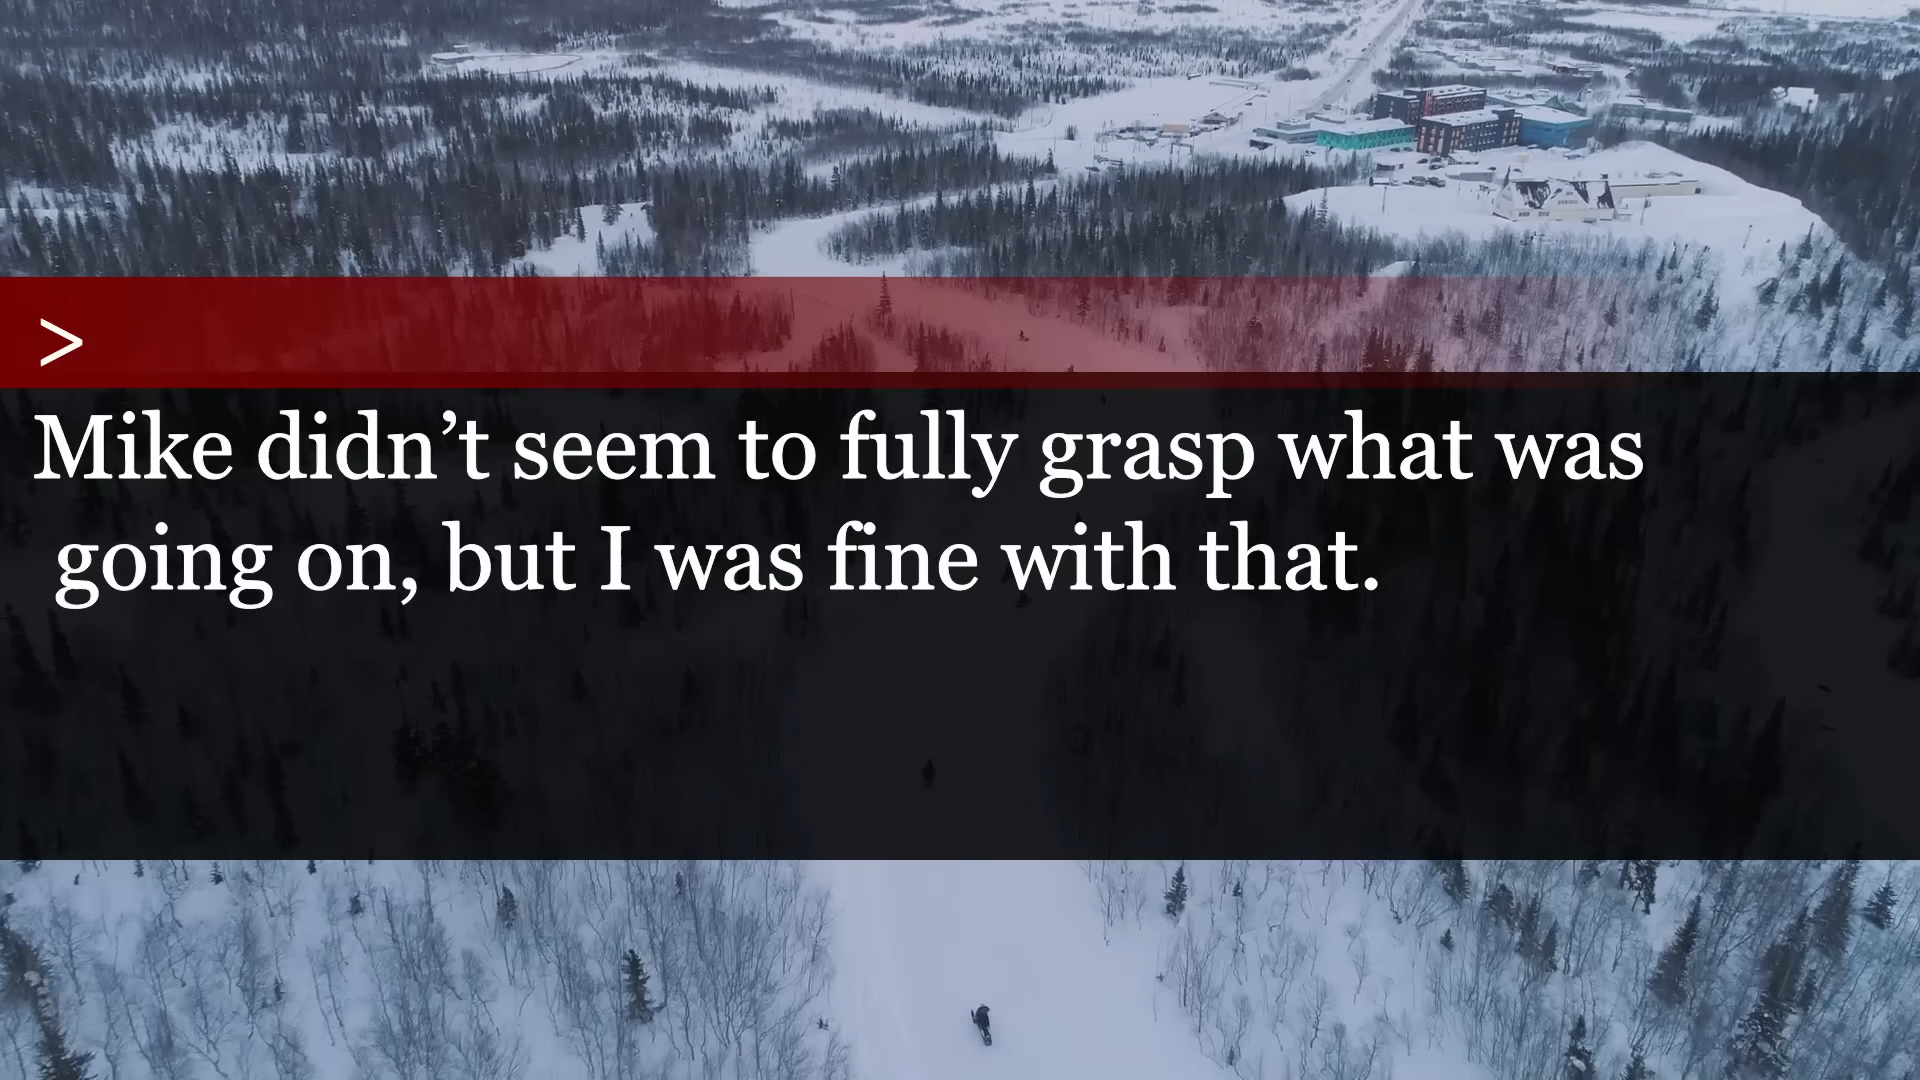 >
Mike didn’t seem to fully grasp what was
going on, but I was fine with that.